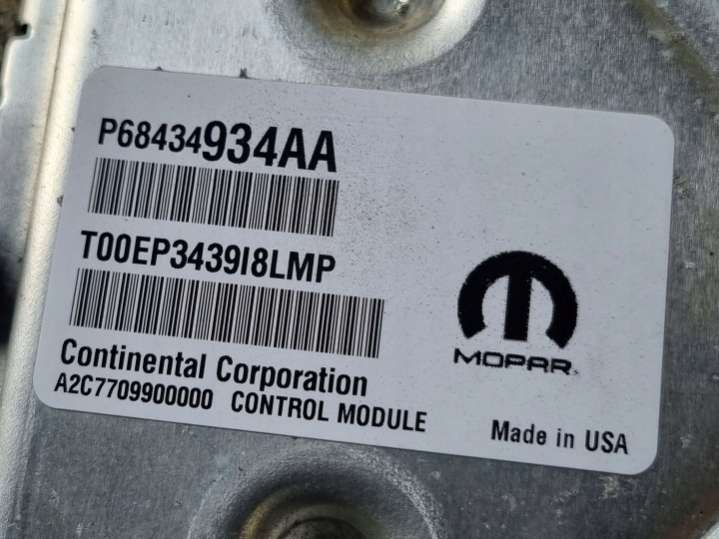 P68434934AA
T00EP3439I8LMP
Continental Corporation
A2C7709900000 CONTROL MODULE
MOPAR
Made in USA